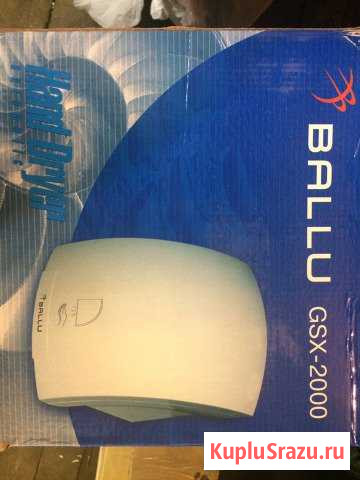 BALLU
GSX-2000
Hand Dryer
BALLU
KupluSrazu.ru